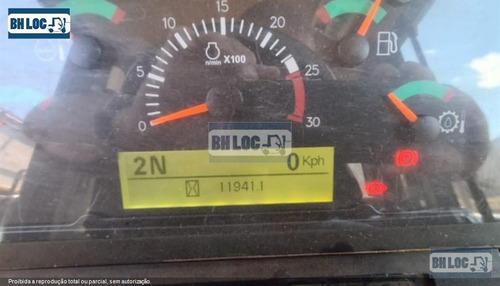 BH LOC
10 15 20
n/min X100
5 25
0 30
BH LOC
2N 0 Kph
11941.1
BH LOC
Proibida a reprodução total ou parcial, sem autorização.